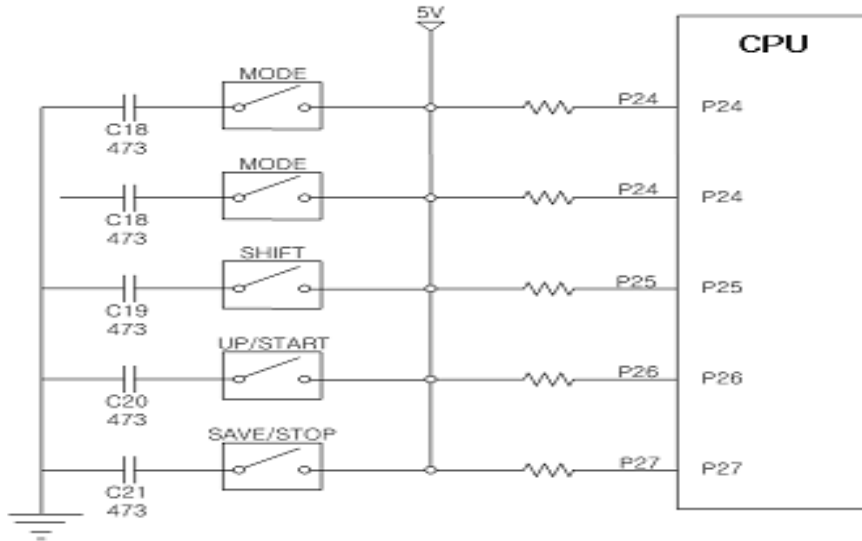 5V
CPU
MODE
P24
P24
C18
473
MODE
P24
P24
C18
473
SHIFT
P25
P25
C19
473
UP/START
P26
P26
C20
473
SAVE/STOP
P27
P27
C21
473